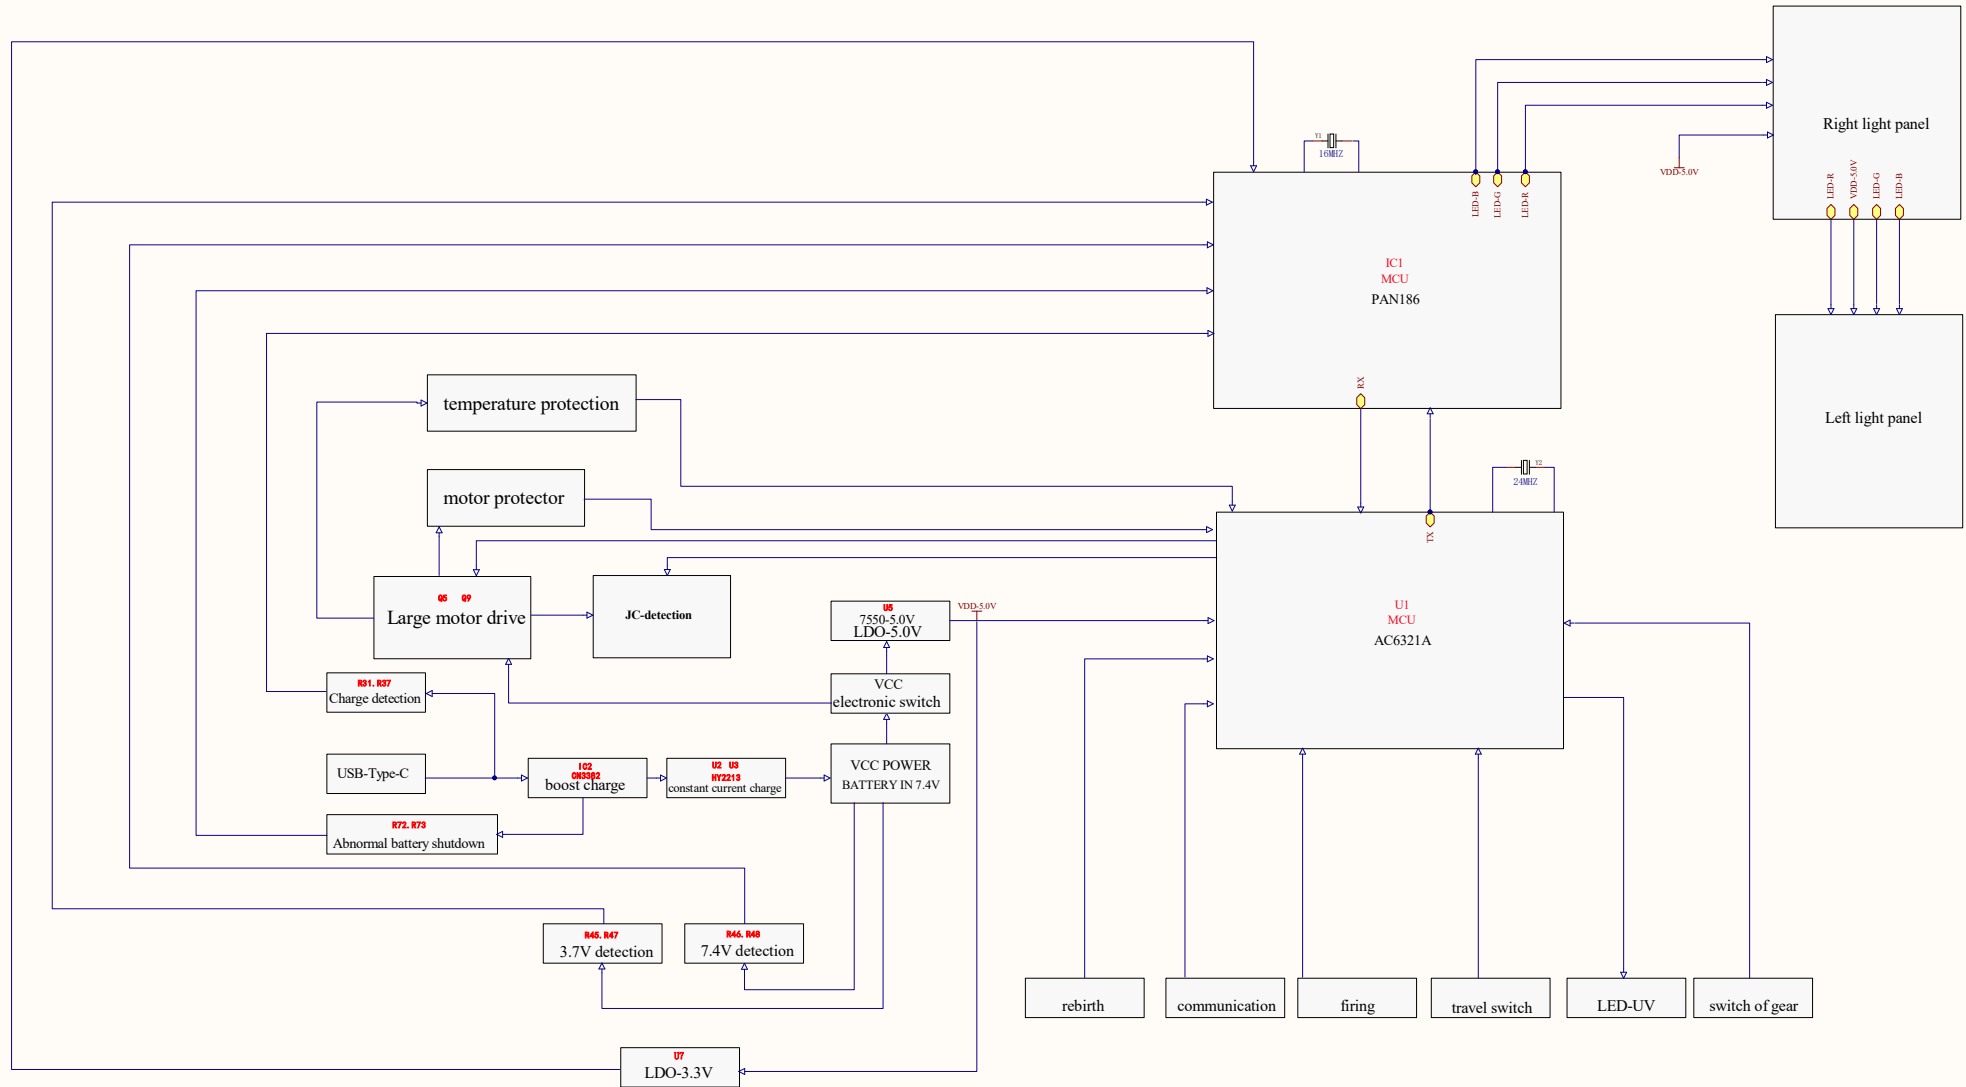 Right light panel
LED-R
VDD-5.0V
LED-G
LED-B
VDD-5.0V
Y1
16MHZ
LED-B
LED-G
LED-R
IC1
MCU
PAN186
RX
Left light panel
temperature protection
motor protector
Y2
24MHZ
TX
Q5 Q9
Large motor drive
JC-detection
U5
7550-5.0V
LDO-5.0V
VDD-5.0V
U1
MCU
AC6321A
R31.R37
Charge detection
VCC
electronic switch
USB-Type-C
IC2
CN3302
boost charge
U2 U3
HY2213
constant current charge
VCC POWER
BATTERY IN 7.4V
R72.R73
Abnormal battery shutdown
R45.R47
3.7V detection
R46.R48
7.4V detection
rebirth
communication
firing
travel switch
LED-UV
switch of gear
U7
LDO-3.3V